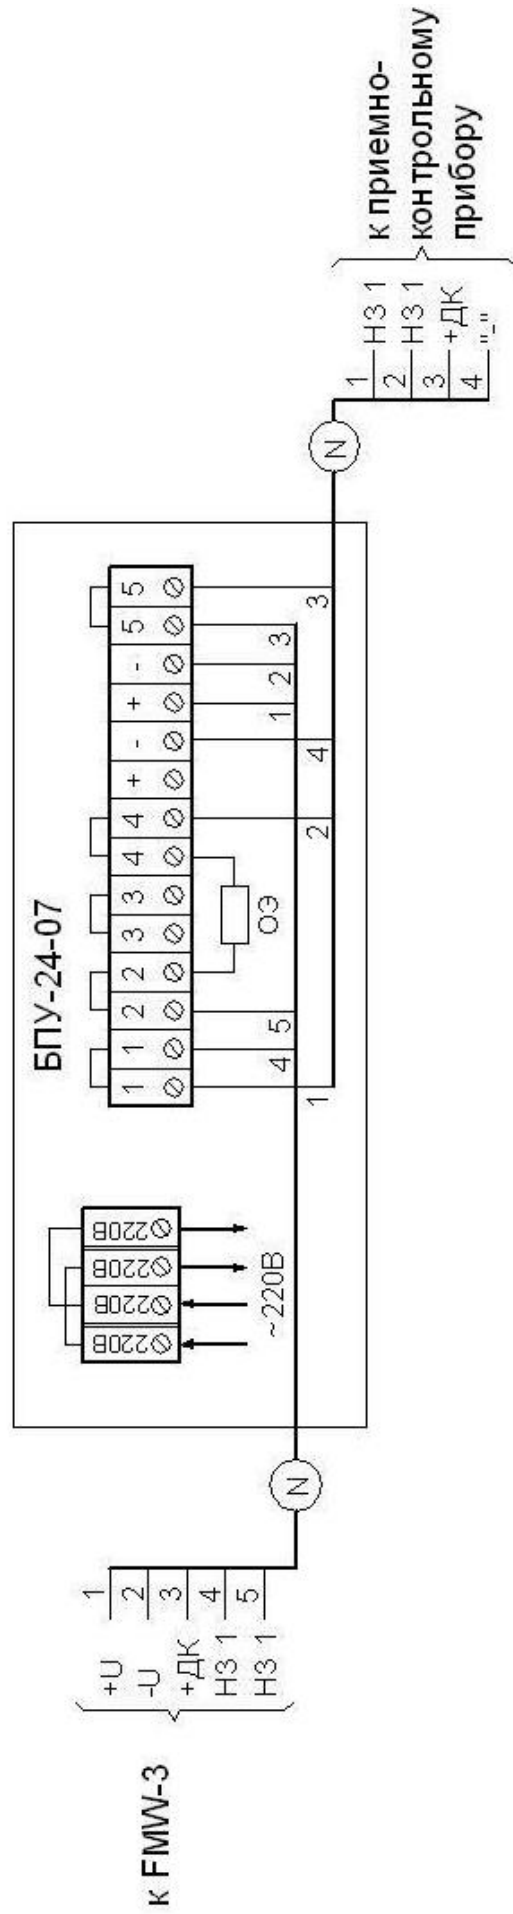 БПУ-24-07
220В 220В 220В 220В
~220В
1 1 2 2 3 3 4 4 + - + - 5 5
ОЭ
4 5 1 2 3
1 2 4 3
N
N
к FMW-3
+U 1
-U 2
+ДК 3
НЗ 1 4
НЗ 1 5
1 НЗ 1
2 НЗ 1
3 +ДК
4 "-"
к приемно-
контрольному
прибору